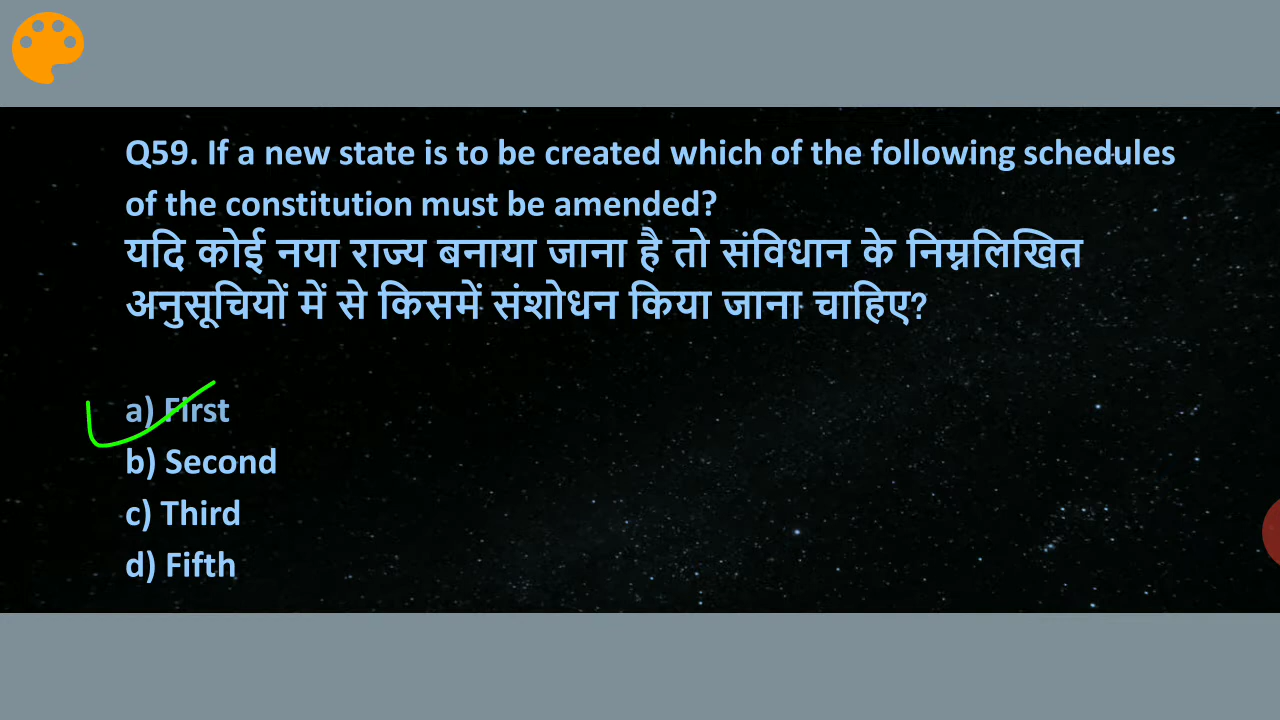 Q59. If a new state is to be created which of the following schedules
of the constitution must be amended?
यदि कोई नया राज्य बनाया जाना है तो संविधान के निम्नलिखित
अनुसूचियों में से किसमें संशोधन किया जाना चाहिए?
a) First
b) Second
c) Third
d) Fifth